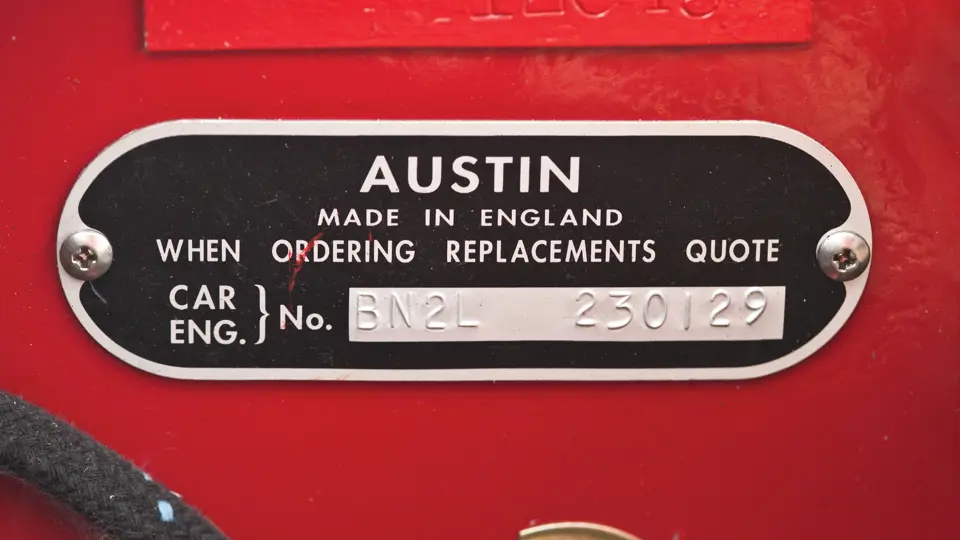 AUSTIN
MADE IN ENGLAND
WHEN ORDERING REPLACEMENTS QUOTE
CAR
ENG. } No. BN2L 230129